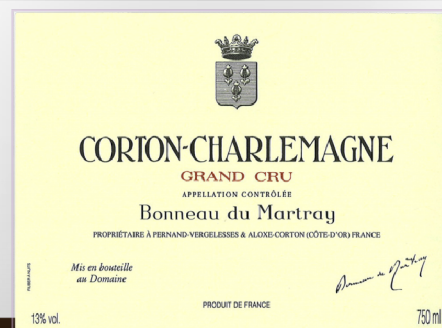 CORTON-CHARLEMAGNE
GRAND CRU
APPELLATION CONTRÔLÉE
Bonneau du Martray
PROPRIÉTAIRE À PERNAND-VERGELESSES & ALOXE-CORTON (CÔTE-D'OR) FRANCE
Mis en bouteille
au Domaine
PRODUIT DE FRANCE
13% vol.
750 ml